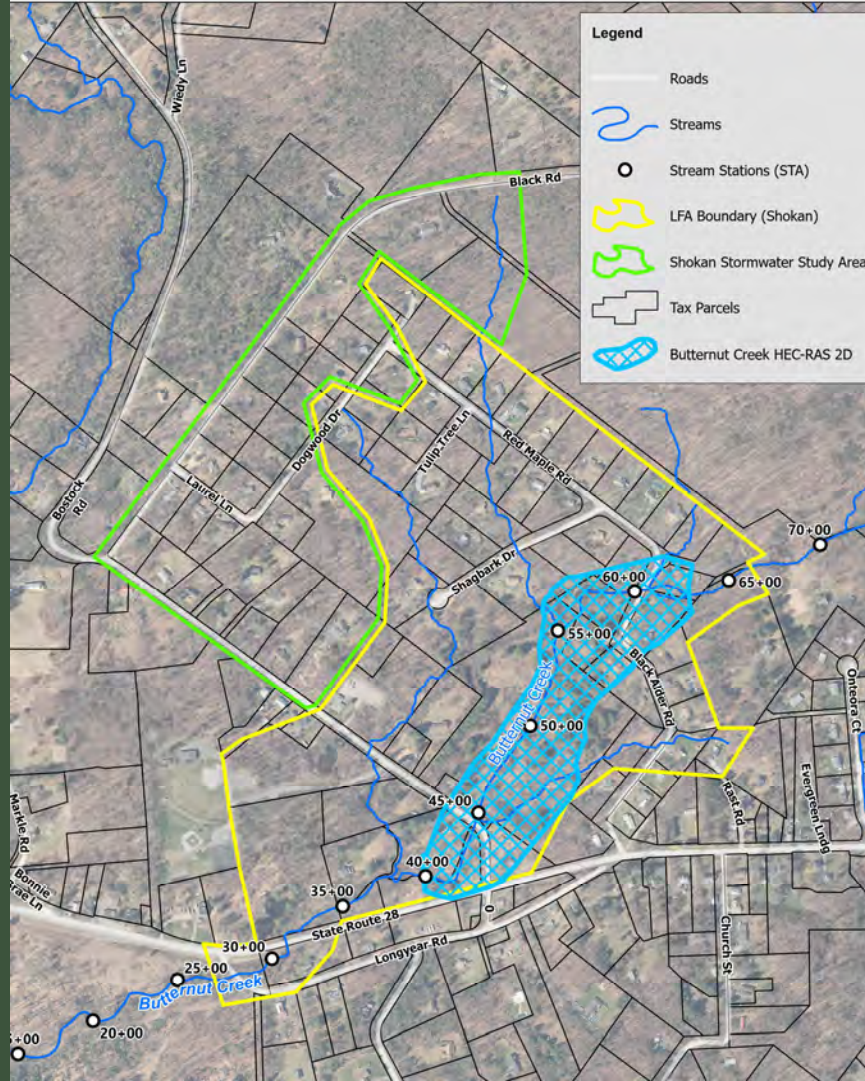 Legend
Roads
Streams
Stream Stations (STA)
LFA Boundary (Shokan)
Shokan Stormwater Study Area
Tax Parcels
Butternut Creek HEC-RAS 2D
Wiedy Ln
Black Rd
Bostock
Rd
Dogwood Dr
Laurel Ln
Tulip Tree Ln
Red Maple Rd
Shagbark Dr
70+00
65+00
60+00
55+00
Black Alder Rd
Butternut Creek
50+00
45+00
40+00
35+00
30+00
25+00
20+00
5+00
Onteora Ct
Evergreen Lndg
Rast Rd
Markle Rd
Bonnie
Brae Ln
State Route 28
Longyear Rd
0
Church St
Butternut Creek